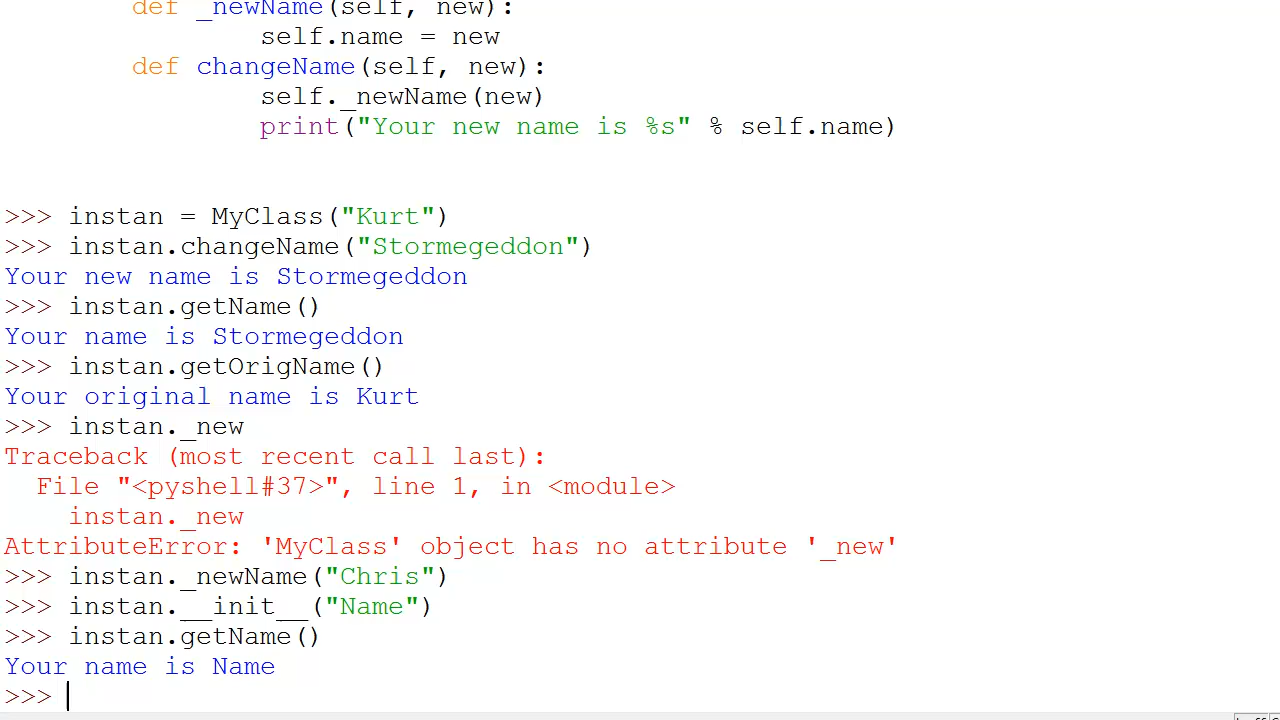 def _newName(self, new):
self.name = new
def changeName(self, new):
self._newName(new)
print("Your new name is %s" % self.name)
>>> instan = MyClass("Kurt")
>>> instan.changeName("Stormegeddon")
Your new name is Stormegeddon
>>> instan.getName()
Your name is Stormegeddon
>>> instan.getOrigName()
Your original name is Kurt
>>> instan._new
Traceback (most recent call last):
File "<pyshell#37>", line 1, in <module>
instan._new
AttributeError: 'MyClass' object has no attribute '_new'
>>> instan._newName("Chris")
>>> instan.__init__("Name")
>>> instan.getName()
Your name is Name
>>>